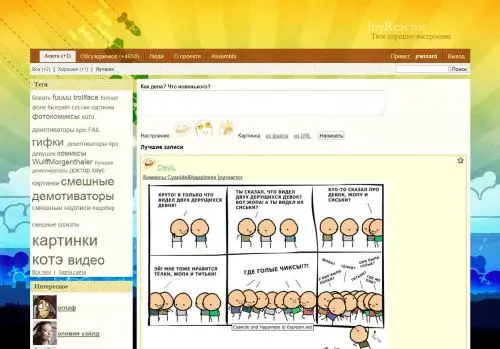 JoyReactor
Твое хорошее настроение
Лента (+1) Обсуждаемое (+4659) Люди О проекте Assembla Привет, jrwizard Выход
Все (+2) | Хорошее (+1) | Лучшее Поиск
Теги
боязть fuuuu trollface forever
alone facepalm сессия картинки
фотокомиксы котэ
демотиваторы epic FAIL
гифки демотиваторы про
девушек комиксы
WulffMorgenthaler лучшие
демотиваторы доктор хаус
картинки смешные
демотиваторы
смешные надписи
смешные плакаты
картинки
котэ видео
Все теги | Карта сайта
Интересное
оливия уайлд
Как дела? Что новенького?
Настроение Картинка: из файла из URL Написать
Лучшие записи
Комиксы Cyanide&happiness joyreactor
КРУТО! Я ТОЛЬКО
ЧТО ВИДЕЛ ДВУХ
ДЕРУЩИХСЯ
ДЕВОК!
ТЫ СКАЗАЛ, ЧТО ВИДЕЛ
ДВУХ ДЕРУЩИХСЯ ДЕВОК?
ВОТ ЖОПА! А ТЫ ВИДЕЛ ИХ
СИСЬКИ?
КТО-ТО СКАЗАЛ ПРО
ДЕВОК, ЖОПУ И
СИСЬКИ?
ЭЙ! МНЕ ТОЖЕ НРАВЯТСЯ
ТЁЛКИ, ЖОПА И ТИТЬКИ!
ГДЕ ГОЛЫЕ ЧИКСЫ!?!
Cyanide and Happiness © Explosm.net